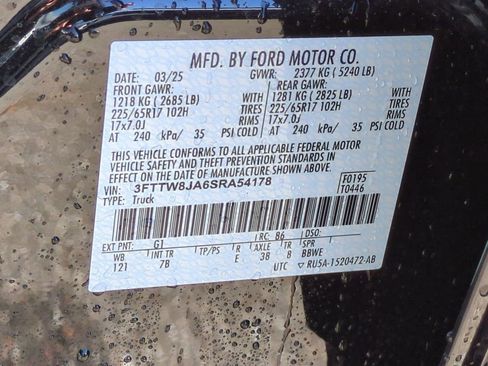 MFD. BY FORD MOTOR CO.
DATE: 03/25 GVWR: 2377 KG ( 5240 LB)
FRONT GAWR: REAR GAWR:
1218 KG ( 2685 LB) WITH 1281 KG ( 2825 LB) WITH
225/65R17 102H TIRES 225/65R17 102H TIRES
17x7.0J RIMS 17x7.0J RIMS
AT 240 kPa/ 35 PSI COLD AT 240 kPa/ 35 PSI COLD
THIS VEHICLE CONFORMS TO ALL APPLICABLE FEDERAL MOTOR
VEHICLE SAFETY AND THEFT PREVENTION STANDARDS IN
EFFECT ON THE DATE OF MANUFACTURE SHOWN ABOVE.
VIN: 3FTTW8JA6SRA54178 F0195
TYPE: Truck T0446
EXT PNT: G1 RC: 86 DSO:
WB INT TR TP/PS R AXLE TR SPR
121 7B E 38 8 BBWE
UTC RU5A-1520472-AB